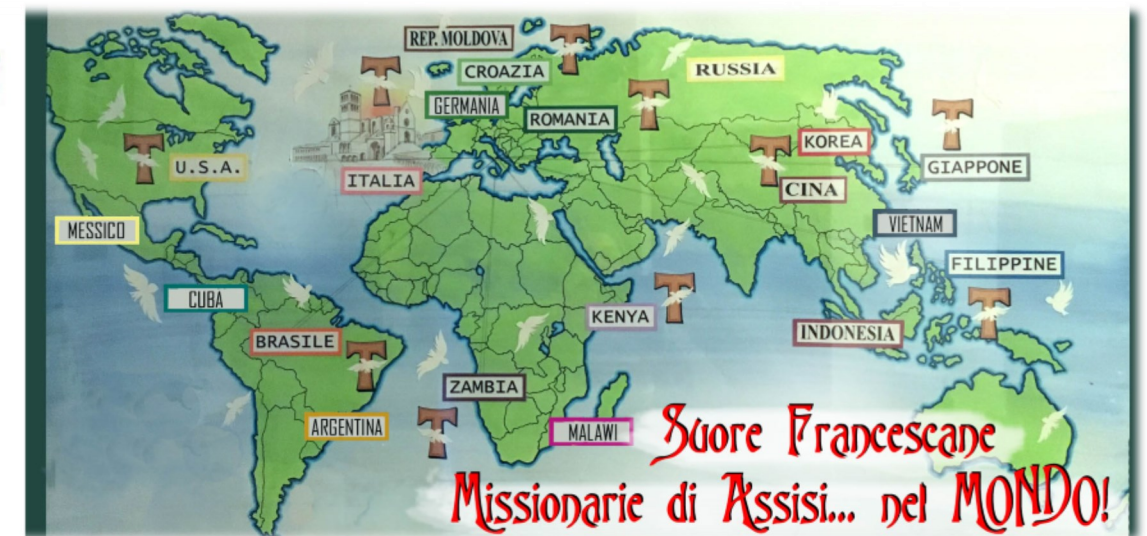 REP. MOLDOVA
CROAZIA
RUSSIA
GERMANIA
ROMANIA
KOREA
U.S.A.
ITALIA
GIAPPONE
CINA
MESSICO
VIETNAM
FILIPPINE
CUBA
KENYA
BRASILE
INDONESIA
ZAMBIA
ARGENTINA
MALAWI
Suore Francescane
Missionarie di Assisi... nel MONDO!